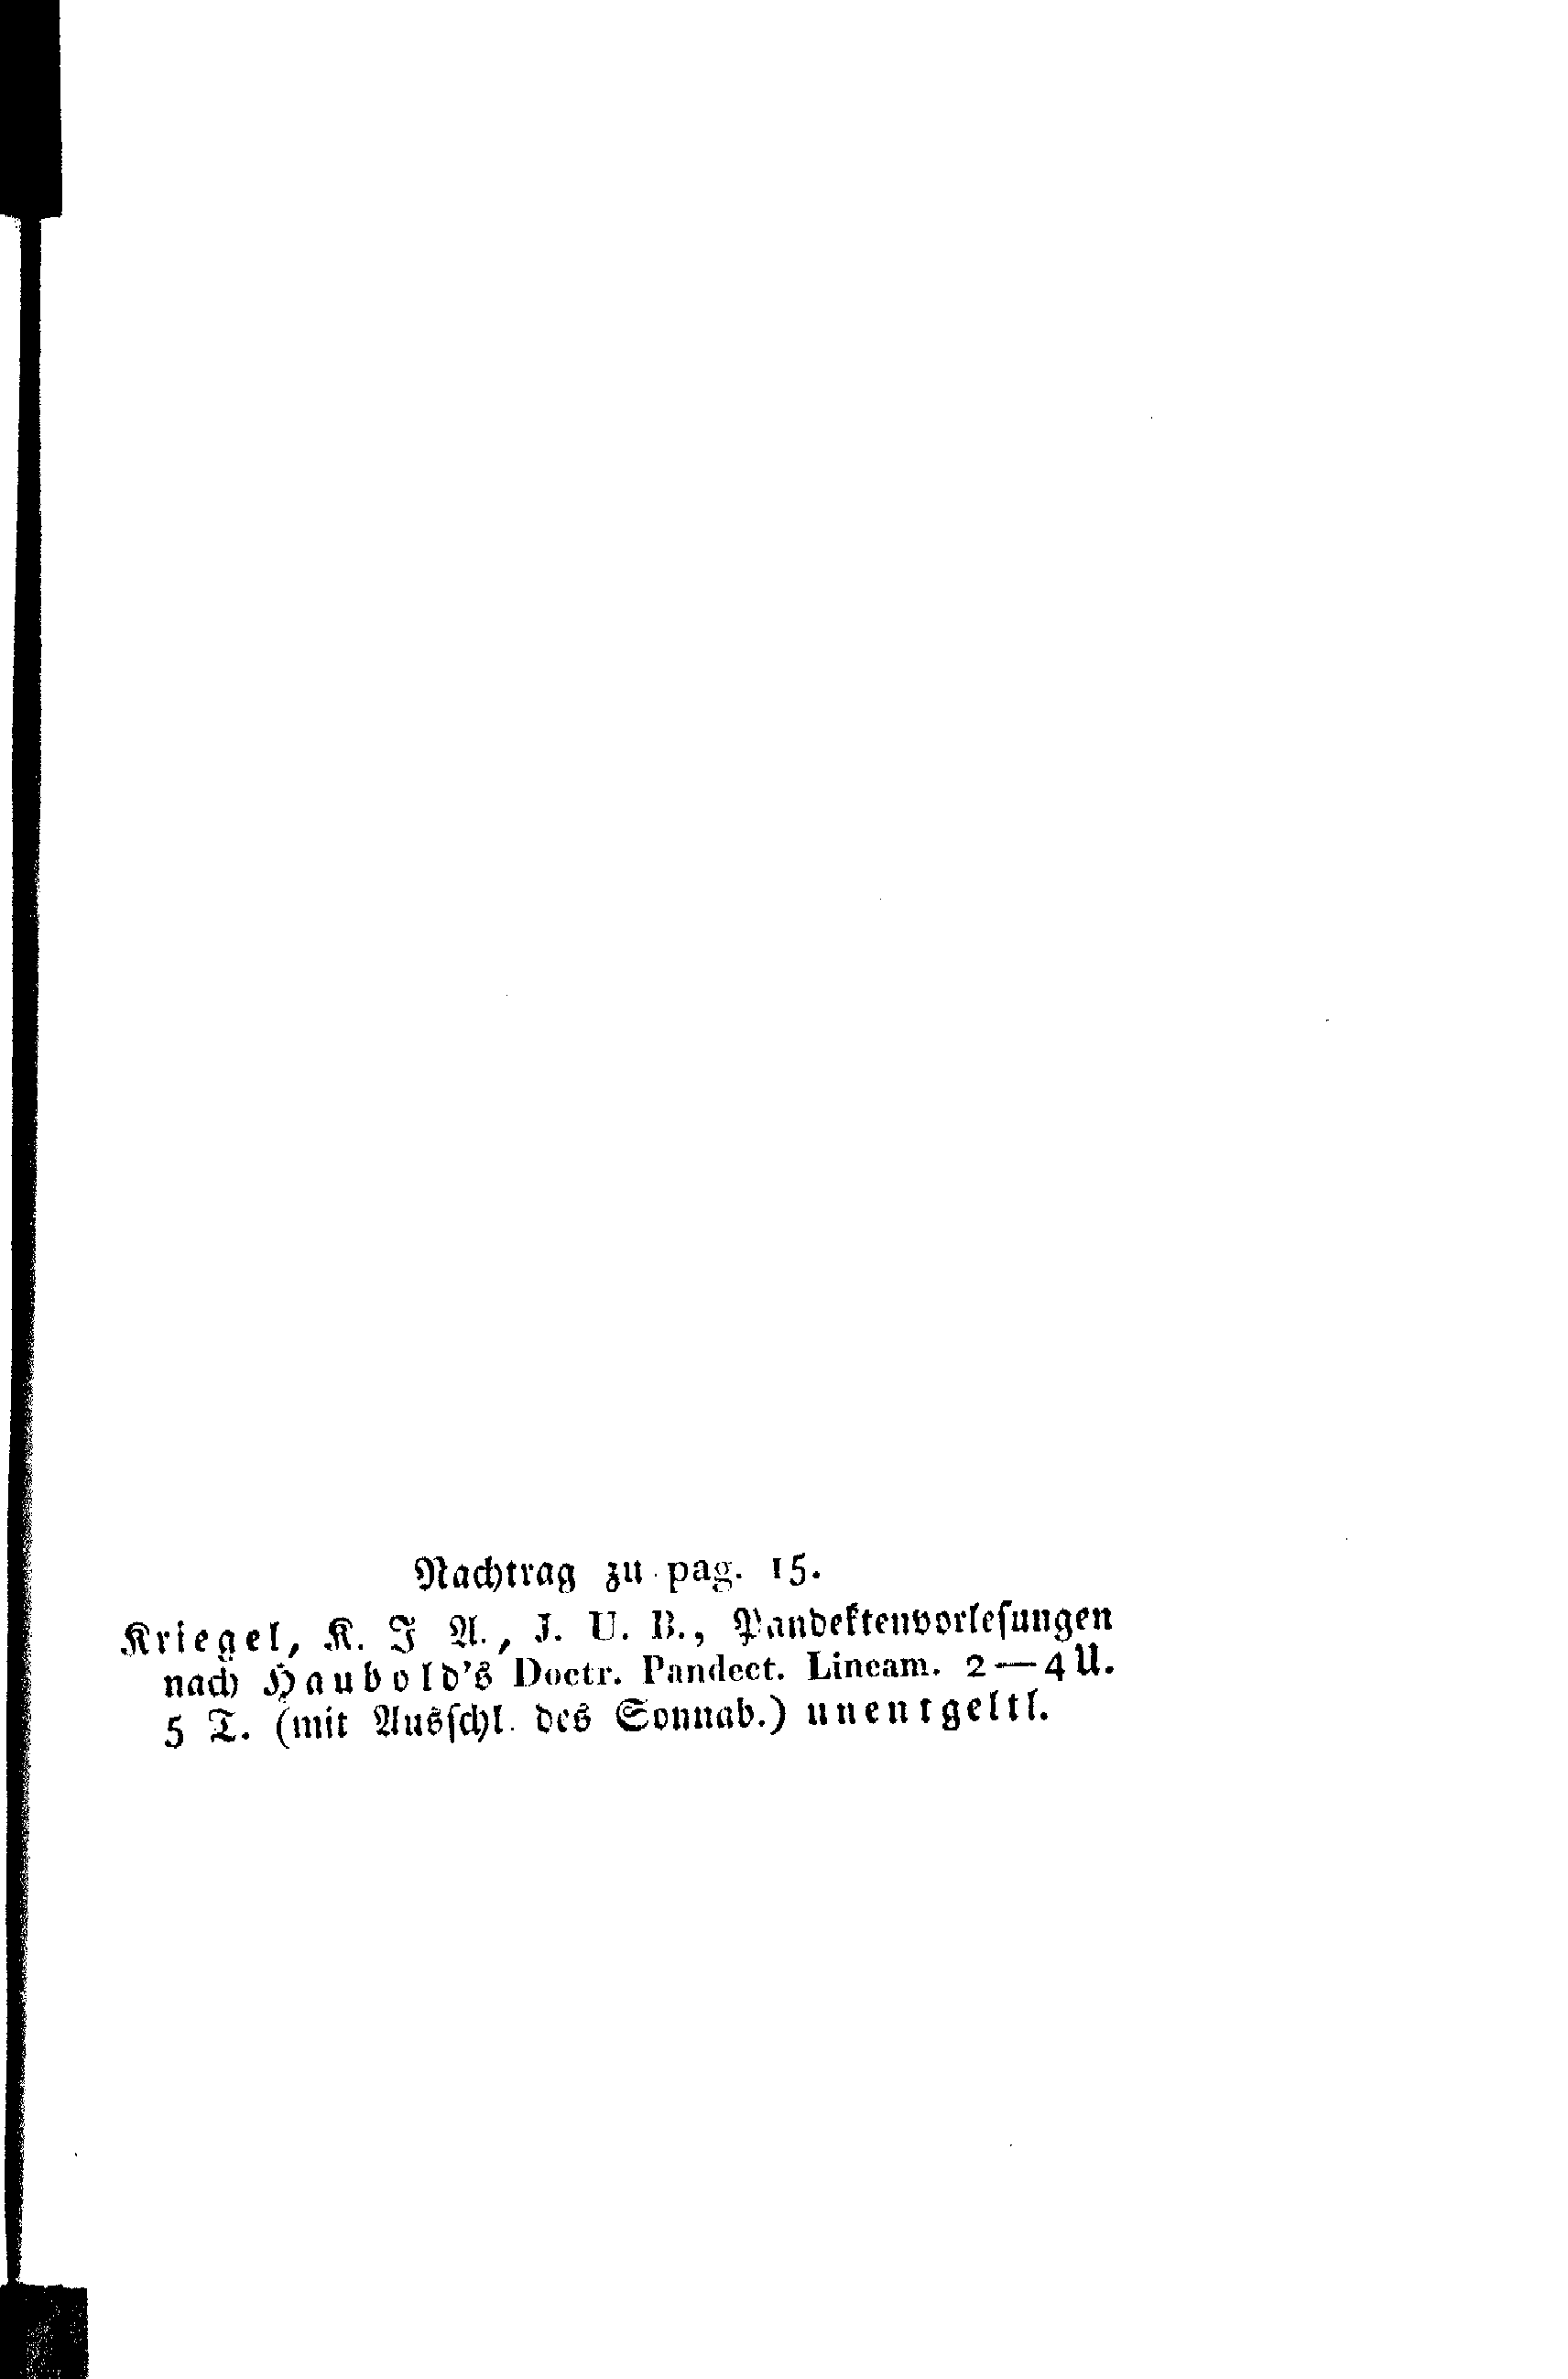 Nachtrag zu pag. 15.
Kriegel, K. J A., J. U. B., Pandektenvorlesungen
nach Haubold's Doctr. Pandect. Lineam. 2—4 U.
5 T. (mit Ausschl. des Sonnab.) unentgeltl.